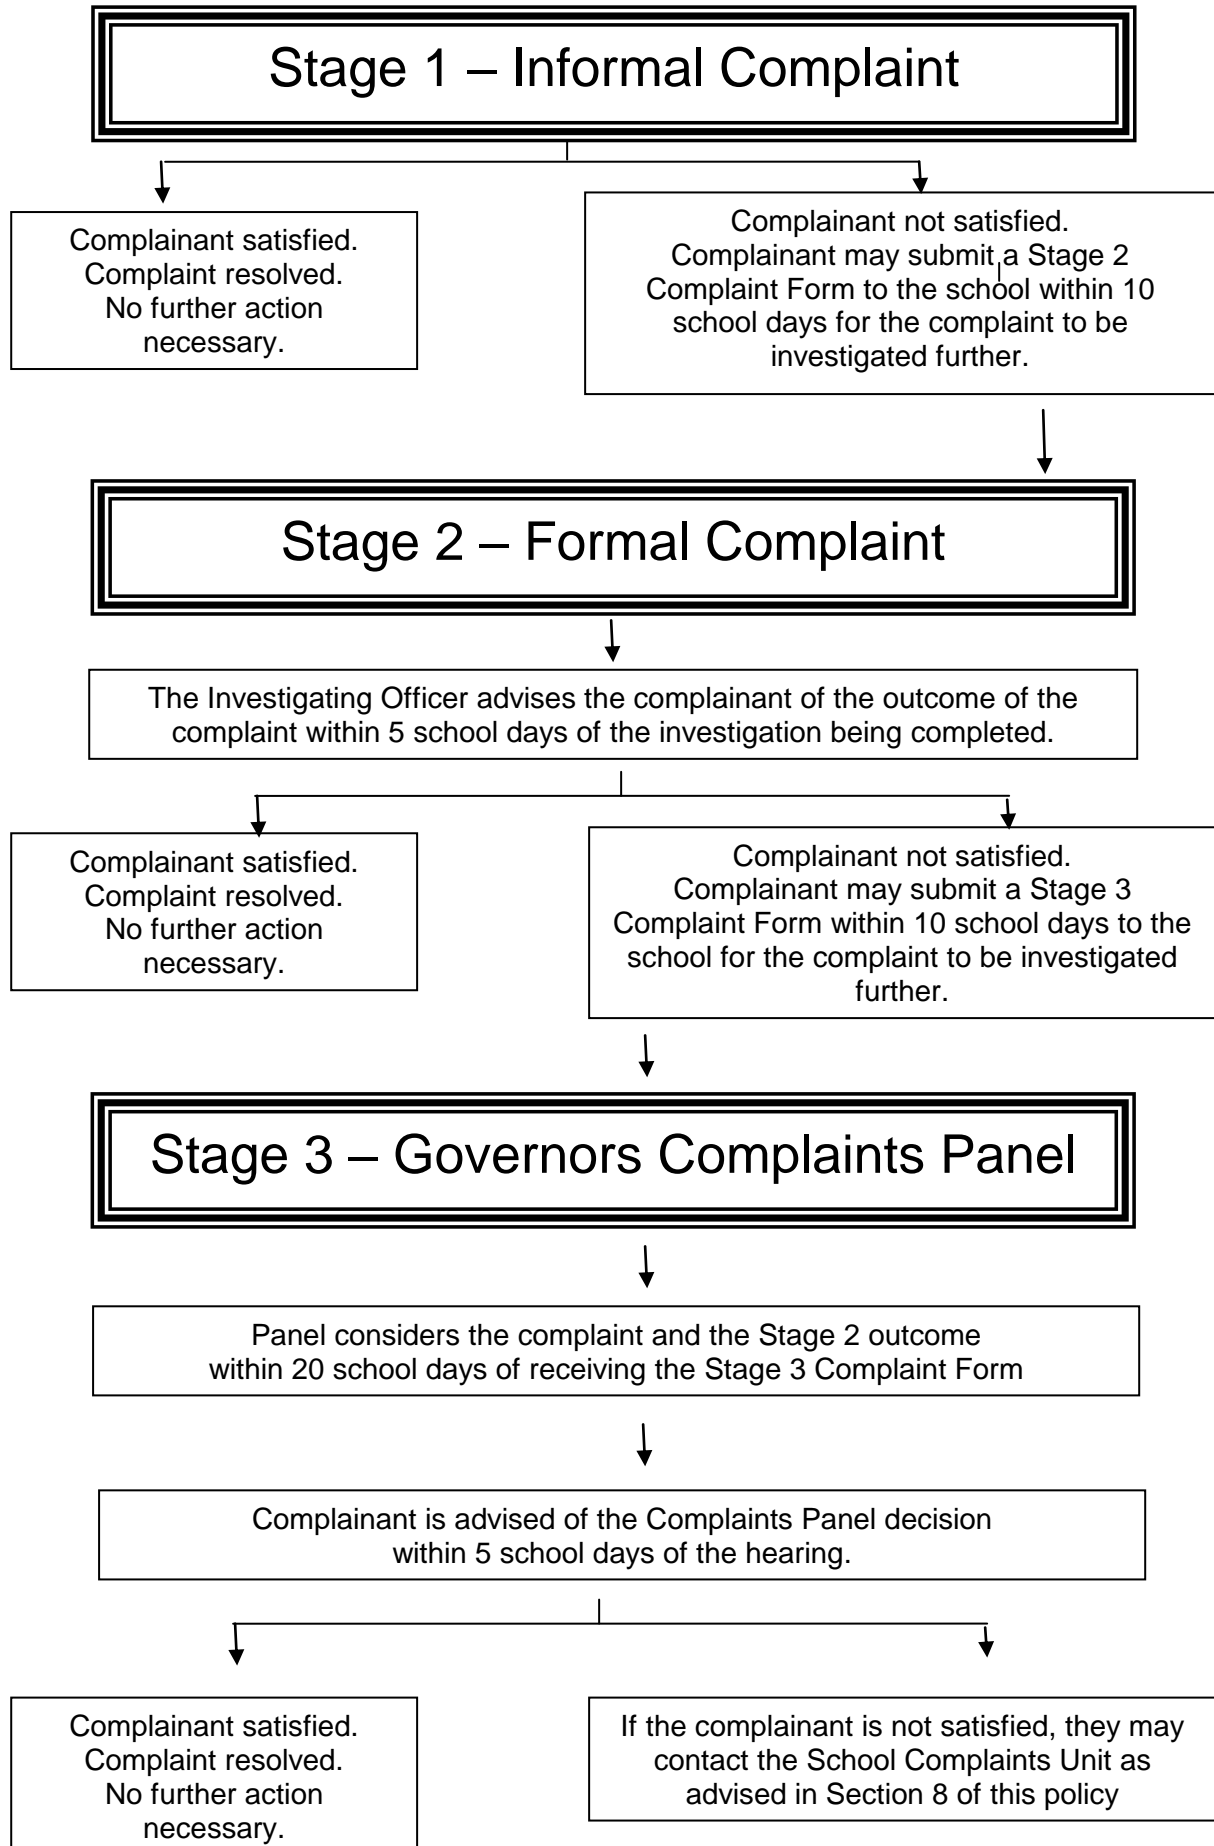 Stage 1 – Informal Complaint
Complainant satisfied.
Complaint resolved.
No further action
necessary.
Complainant not satisfied.
Complainant may submit a Stage 2
Complaint Form to the school within 10
school days for the complaint to be
investigated further.
Stage 2 – Formal Complaint
The Investigating Officer advises the complainant of the outcome of the
complaint within 5 school days of the investigation being completed.
Complainant satisfied.
Complaint resolved.
No further action
necessary.
Complainant not satisfied.
Complainant may submit a Stage 3
Complaint Form within 10 school days to the
school for the complaint to be investigated
further.
Stage 3 – Governors Complaints Panel
Panel considers the complaint and the Stage 2 outcome
within 20 school days of receiving the Stage 3 Complaint Form
Complainant is advised of the Complaints Panel decision
within 5 school days of the hearing.
Complainant satisfied.
Complaint resolved.
No further action
necessary.
If the complainant is not satisfied, they may
contact the School Complaints Unit as
advised in Section 8 of this policy